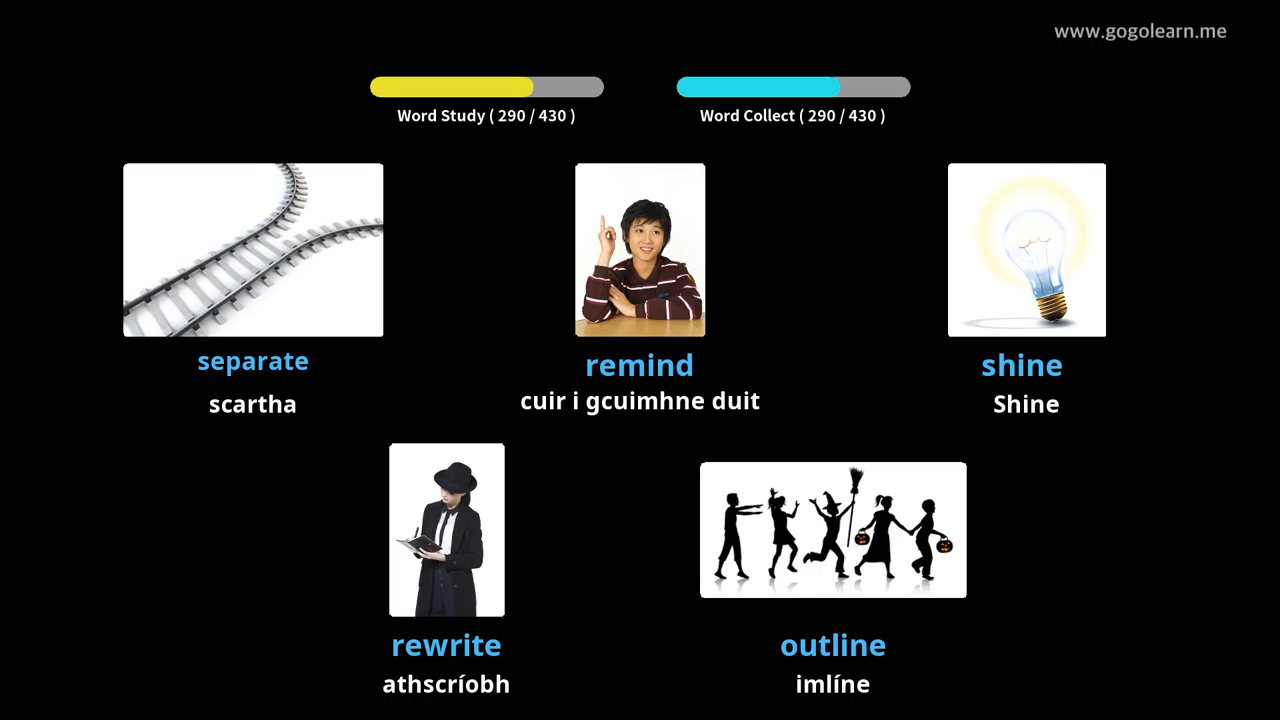 www.gogolearn.me
Word Study ( 290 / 430 )
Word Collect ( 290 / 430 )
separate
scartha
remind
cuir i gcuimhne duit
shine
Shine
rewrite
athscríobh
outline
imlíne